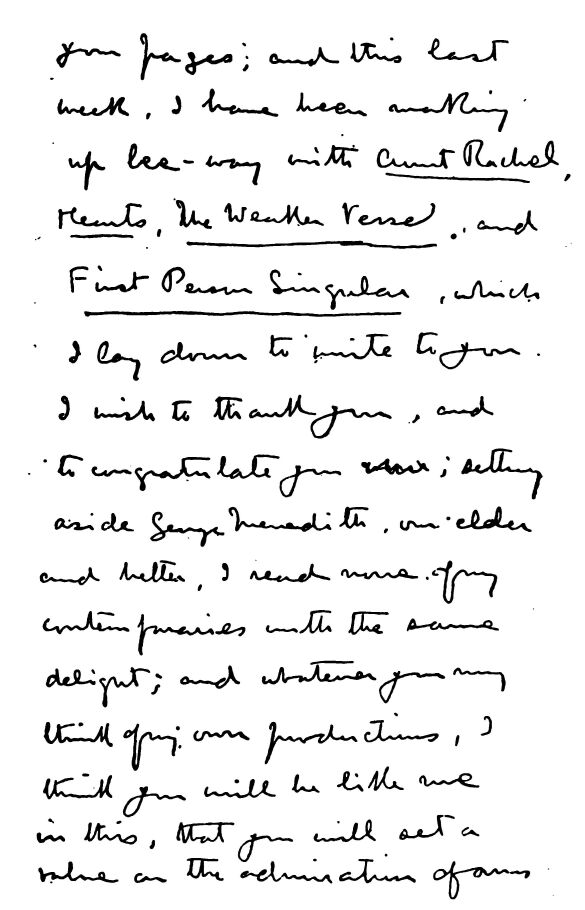 your pages; and this last
week, I have been making
up lee-way with Aunt Rachel,
Hearts, The Weather Verse, and
First Person Singular, which
I lay down to write to you.
I wish to thank you, and
to congratulate you; setting
aside George Meredith, our elder
and better, I read none of my
contemporaries with the same
delight; and whatever you may
think of my own productions, I
think you will be like me
in this, that you will set a
value on the admiration of